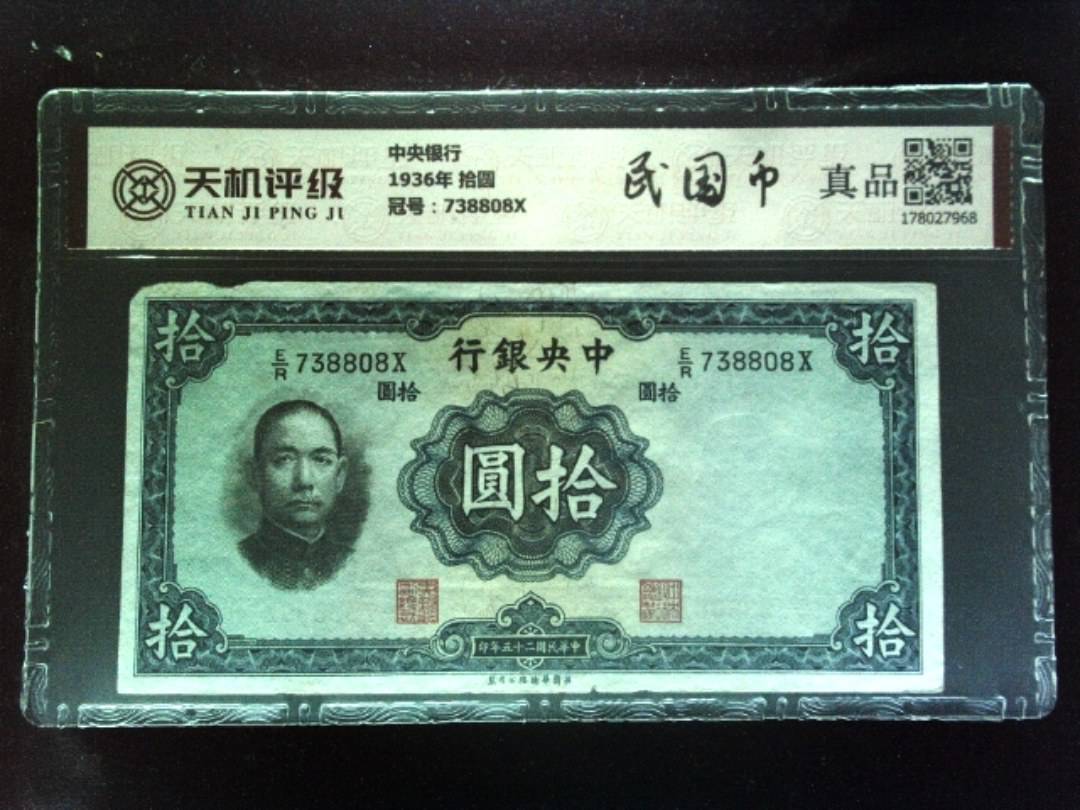 天机评级
TIAN JI PING JI
中央银行
1936年 拾圆
冠号：738808X
民国币
真品
178027968
拾
拾
E/R 738808X
行銀央中
E/R 738808X
圓拾
圓拾
圓拾
拾
拾
印年五十二國民華中